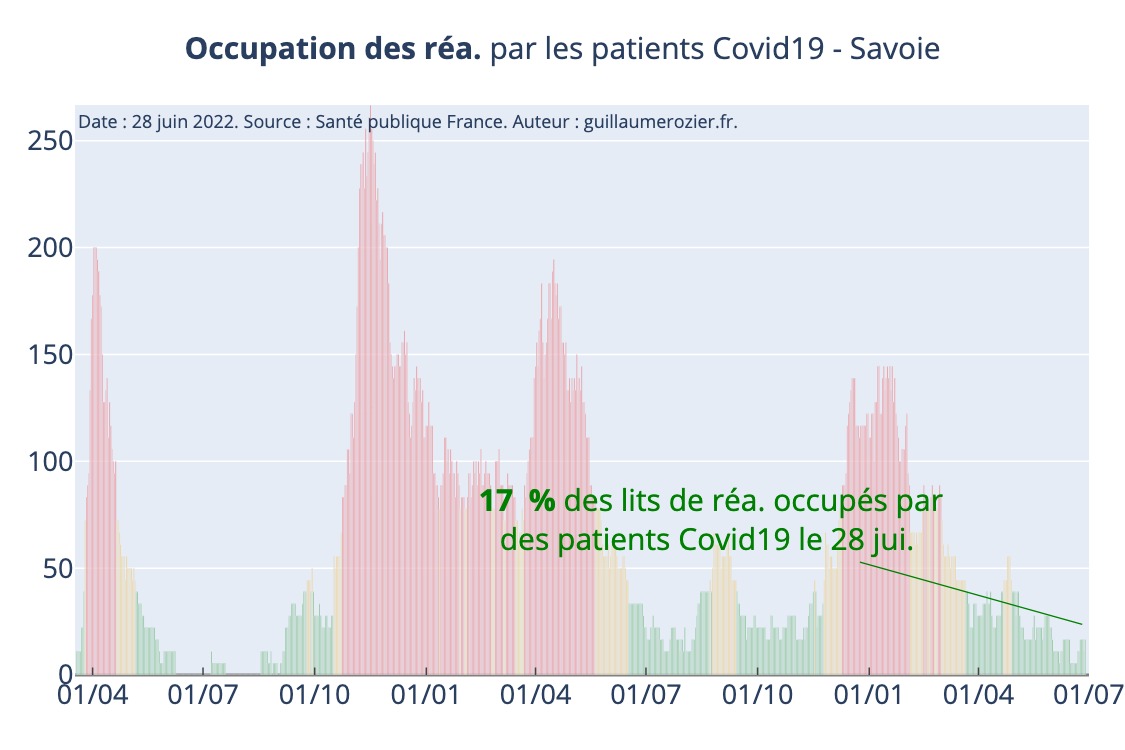 Occupation des réa. par les patients Covid19 - Savoie
Date : 28 juin 2022. Source : Santé publique France. Auteur : guillaumerozier.fr.
250
200
150
100
50
0
17 % des lits de réa. occupés par
des patients Covid19 le 28 jui.
01/04 01/07 01/10 01/01 01/04 01/07 01/10 01/01 01/04 01/07